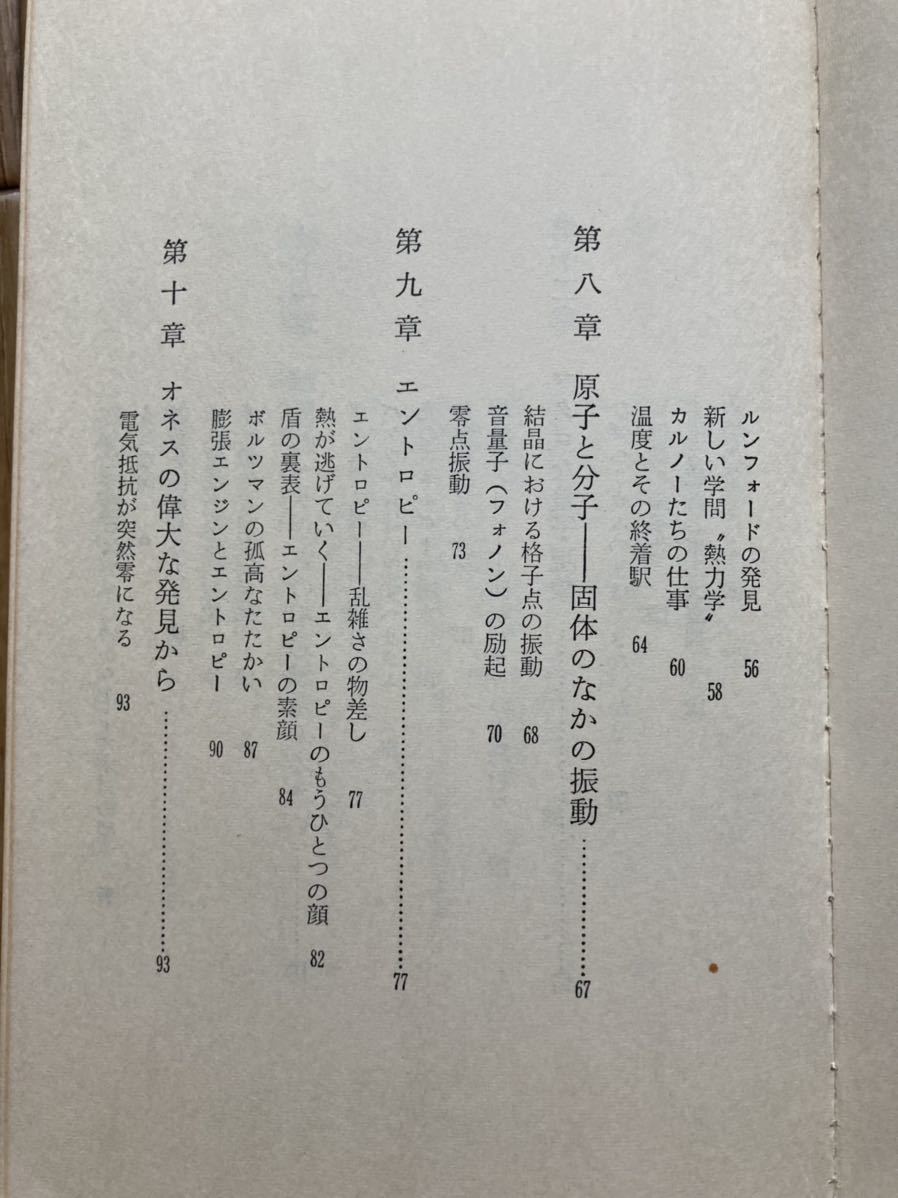 ルンフォードの発見 56
新しい学問〝熱力学〟 58
カルノーたちの仕事 60
温度とその終着駅 64
第八章 原子と分子――固体のなかの振動……………67
結晶における格子点の振動 68
音量子(フォノン)の励起 70
零点振動 73
第九章 エントロピー……………………………………77
エントロピー――乱雑さの物差し 77
熱が逃げていく――エントロピーのもうひとつの顔 82
盾の裏表――エントロピーの素顔 84
ボルツマンの孤高なたたかい 87
膨張エンジンとエントロピー 90
第十章 オネスの偉大な発見から………………………93
電気抵抗が突然零になる 93